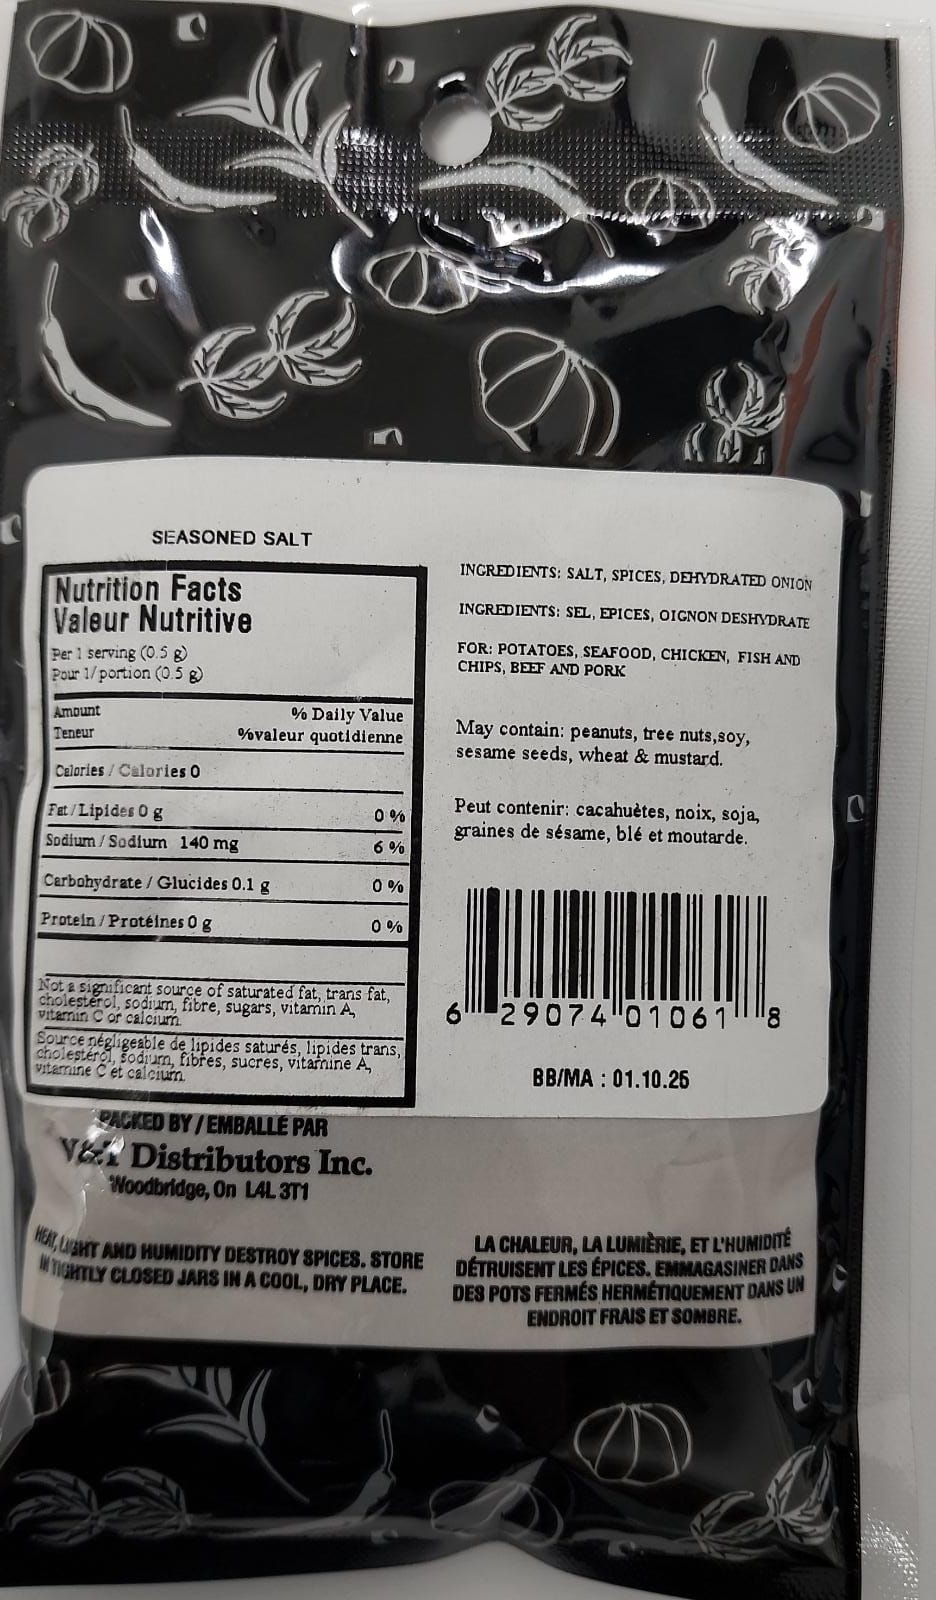 SEASONED SALT
Nutrition Facts
Valeur Nutritive
Per 1 serving (0.5 g)
Pour 1/portion (0.5 g)
Amount % Daily Value
Teneur %valeur quotidienne
Calories / Calories 0
Fat / Lipides 0 g 0 %
Sodium / Sodium 140 mg 6 %
Carbohydrate / Glucides 0.1 g 0 %
Protein / Protéines 0 g 0 %
Not a significant source of saturated fat, trans fat,
cholesterol, sodium, fibre, sugars, vitamin A,
vitamin C or calcium.
Source négligeable de lipides saturés, lipides trans,
cholestérol, sodium, fibres, sucres, vitamine A,
vitamine C et calcium.
INGREDIENTS: SALT, SPICES, DEHYDRATED ONION
INGREDIENTS: SEL, EPICES, OIGNON DESHYDRATE
FOR: POTATOES, SEAFOOD, CHICKEN, FISH AND
CHIPS, BEEF AND PORK
May contain: peanuts, tree nuts,soy,
sesame seeds, wheat & mustard.
Peut contenir: cacahuètes, noix, soja,
graines de sésame, blé et moutarde.
6 29074 01061 8
BB/MA : 01.10.25
PACKED BY / EMBALLÉ PAR
V&T Distributors Inc.
Woodbridge, On L4L 3T1
HEAT, LIGHT AND HUMIDITY DESTROY SPICES. STORE
IN TIGHTLY CLOSED JARS IN A COOL, DRY PLACE.
LA CHALEUR, LA LUMIÈRIE, ET L'HUMIDITÉ
DÉTRUISENT LES ÉPICES. EMMAGASINER DANS
DES POTS FERMÉS HERMÉTIQUEMENT DANS UN
ENDROIT FRAIS ET SOMBRE.